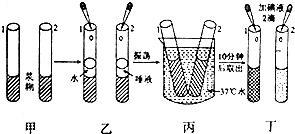 加碘液
2滴
1 2 1 2 1 2 1 2
浆糊
水
唾液
振荡
10分钟
后取出
37℃水
甲 乙 丙 丁